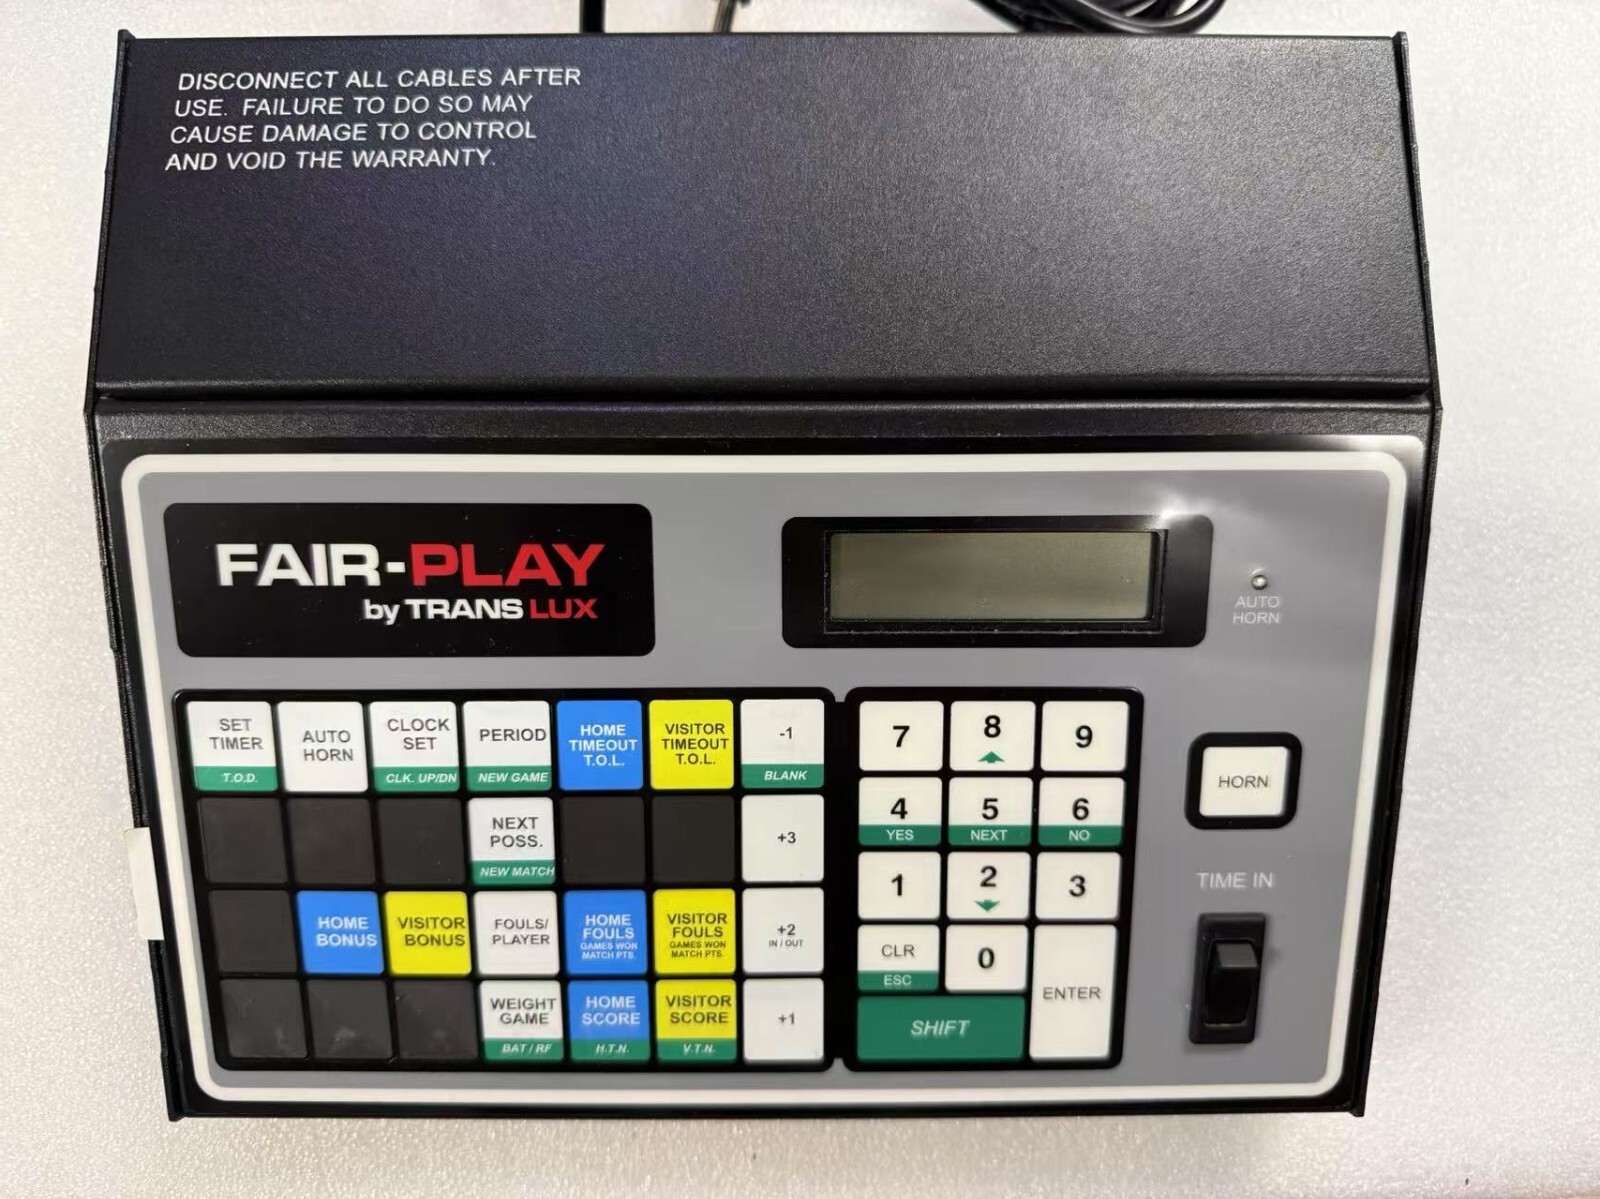 DISCONNECT ALL CABLES AFTER
USE. FAILURE TO DO SO MAY
CAUSE DAMAGE TO CONTROL
AND VOID THE WARRANTY.
FAIR-PLAY
by TRANS LUX
AUTO
HORN
SET
TIMER
T.O.D.
AUTO
HORN
CLOCK
SET
CLK. UP/DN
PERIOD
NEW GAME
HOME
TIMEOUT
T.O.L.
VISITOR
TIMEOUT
T.O.L.
-1
BLANK
NEXT
POSS.
NEW MATCH
+3
HOME
BONUS
VISITOR
BONUS
FOULS/
PLAYER
HOME
FOULS
GAMES WON
MATCH PTS.
VISITOR
FOULS
GAMES WON
MATCH PTS.
+2
IN / OUT
WEIGHT
GAME
BAT / RF
HOME
SCORE
H.T.N.
VISITOR
SCORE
V.T.N.
+1
7
8
9
4
YES
5
NEXT
6
NO
1
2
3
CLR
ESC
0
ENTER
SHIFT
HORN
TIME IN